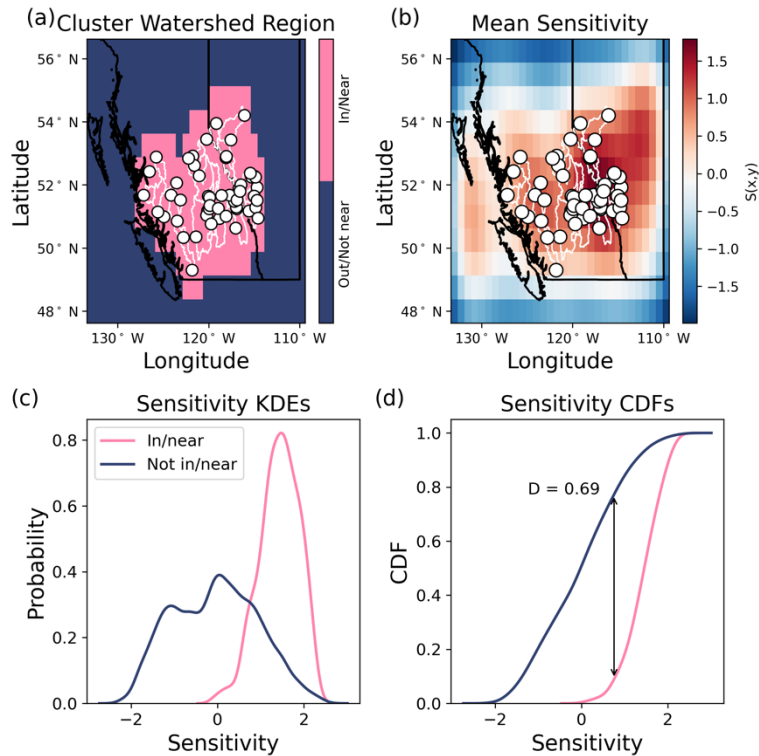 (a)
Cluster Watershed Region
56° N
54° N
52° N
50° N
48° N
Latitude
130° W
120° W
110° W
Longitude
In/Near
Out/Not near
(b)
Mean Sensitivity
56° N
54° N
52° N
50° N
48° N
Latitude
130° W
120° W
110° W
Longitude
1.5
1.0
0.5
0.0
−0.5
−1.0
−1.5
S(x,y)
(c)
Sensitivity KDEs
In/near
Not in/near
0.8
0.6
0.4
0.2
0.0
Probability
−2
0
2
Sensitivity
(d)
Sensitivity CDFs
D = 0.69
1.0
0.8
0.6
0.4
0.2
0.0
CDF
−2
0
2
Sensitivity